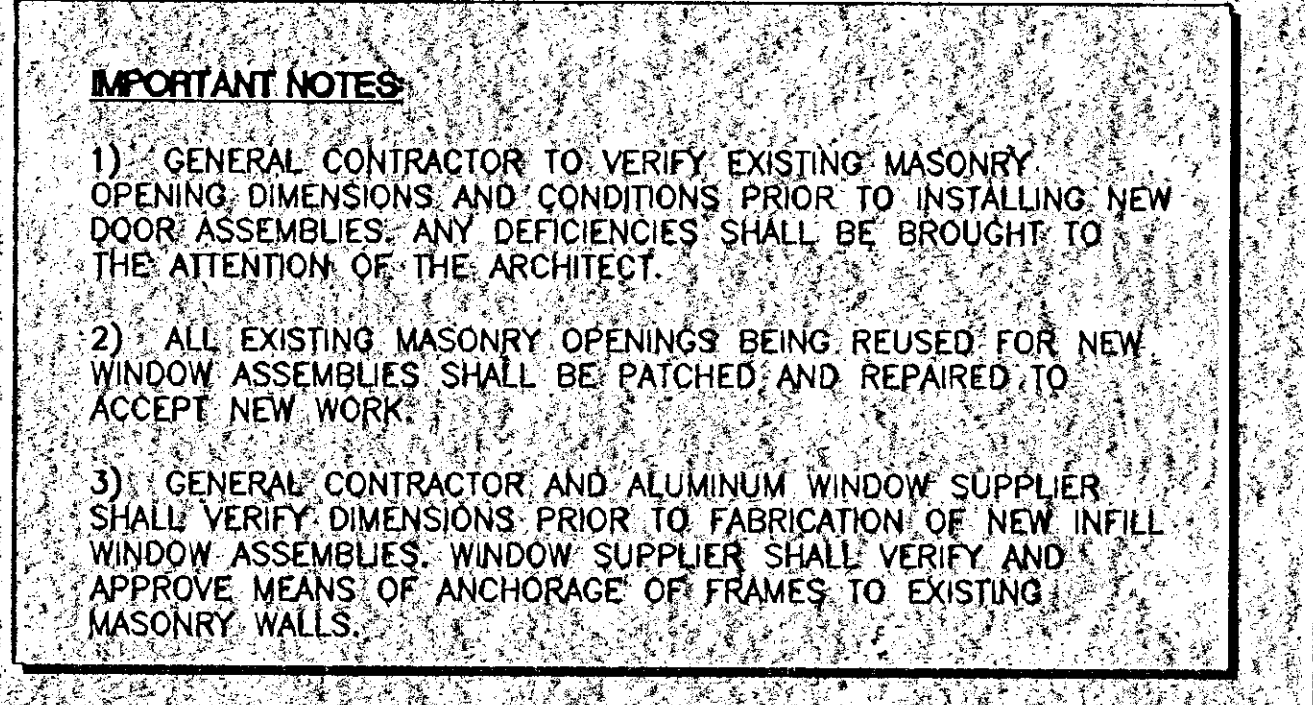 IMPORTANT NOTES:
1) GENERAL CONTRACTOR TO VERIFY EXISTING MASONRY
OPENING DIMENSIONS AND CONDITIONS PRIOR TO INSTALLING NEW
DOOR ASSEMBLIES. ANY DEFICIENCIES SHALL BE BROUGHT TO
THE ATTENTION OF THE ARCHITECT.
2) ALL EXISTING MASONRY OPENINGS BEING REUSED FOR NEW
WINDOW ASSEMBLIES SHALL BE PATCHED AND REPAIRED TO
ACCEPT NEW WORK.
3) GENERAL CONTRACTOR AND ALUMINUM WINDOW SUPPLIER
SHALL VERIFY DIMENSIONS PRIOR TO FABRICATION OF NEW INFILL
WINDOW ASSEMBLIES. WINDOW SUPPLIER SHALL VERIFY AND
APPROVE MEANS OF ANCHORAGE OF FRAMES TO EXISTING
MASONRY WALLS.